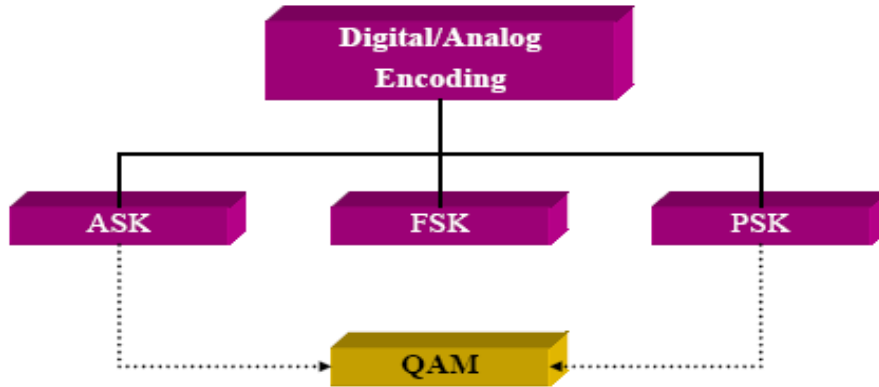 Digital/Analog
Encoding
ASK
FSK
PSK
QAM